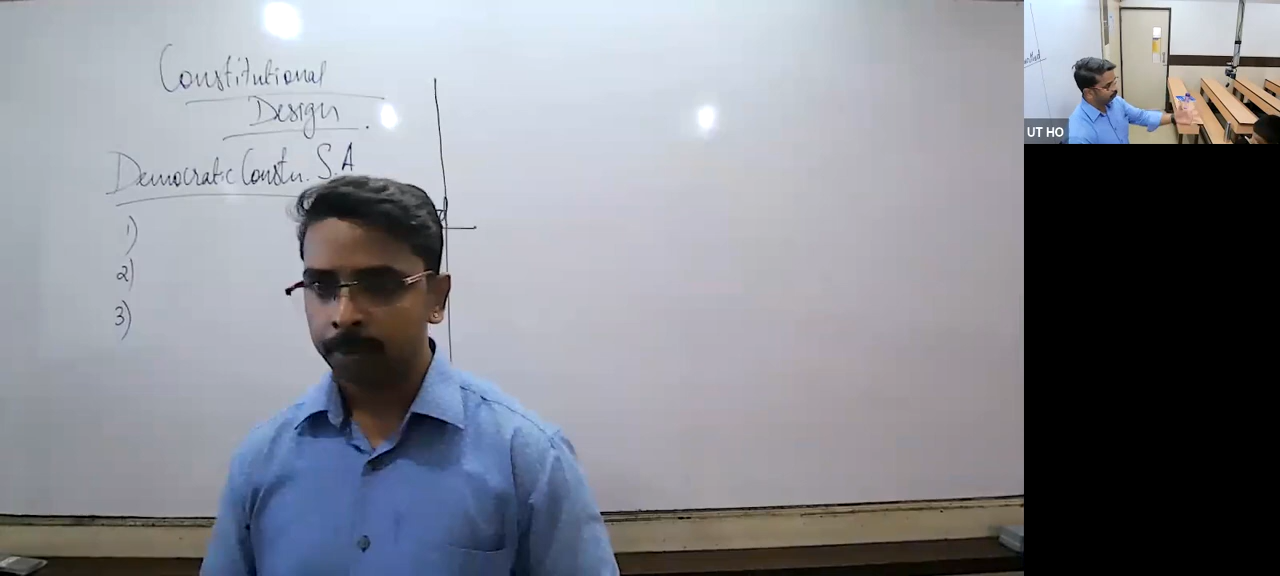 Constitutional
Design.
Democratic Constn. S.A
1)
2)
3)
UT HO